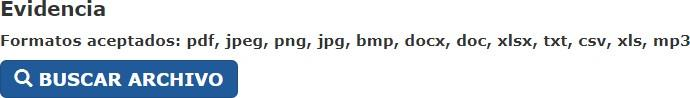 Evidencia
Formatos aceptados: pdf, jpeg, png, jpg, bmp, docx, doc, xlsx, txt, csv, xls, mp3
BUSCAR ARCHIVO